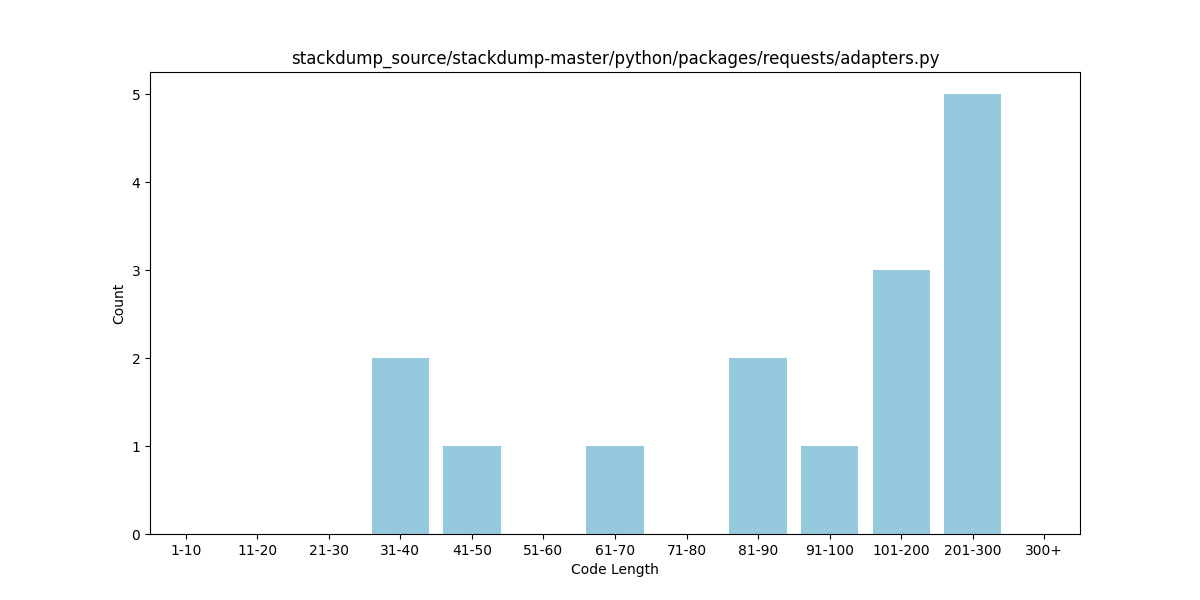 stackdump_source/stackdump-master/python/packages/requests/adapters.py
5
4
3
2
1
0
Count
1-10 11-20 21-30 31-40 41-50 51-60 61-70 71-80 81-90 91-100 101-200 201-300 300+
Code Length